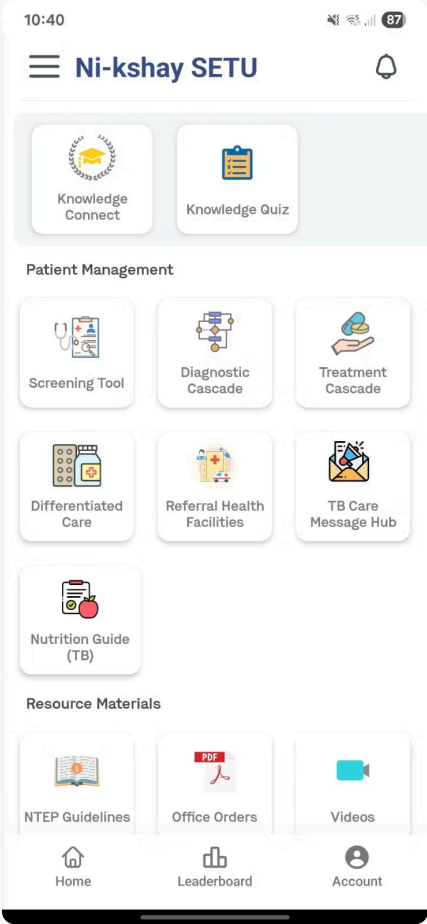 10:40
87
Ni-kshay SETU
Knowledge
Connect
Knowledge Quiz
Patient Management
Screening Tool
Diagnostic
Cascade
Treatment
Cascade
Differentiated
Care
Referral Health
Facilities
TB Care
Message Hub
Nutrition Guide
(TB)
Resource Materials
PDF
NTEP Guidelines
Office Orders
Videos
Home
Leaderboard
Account